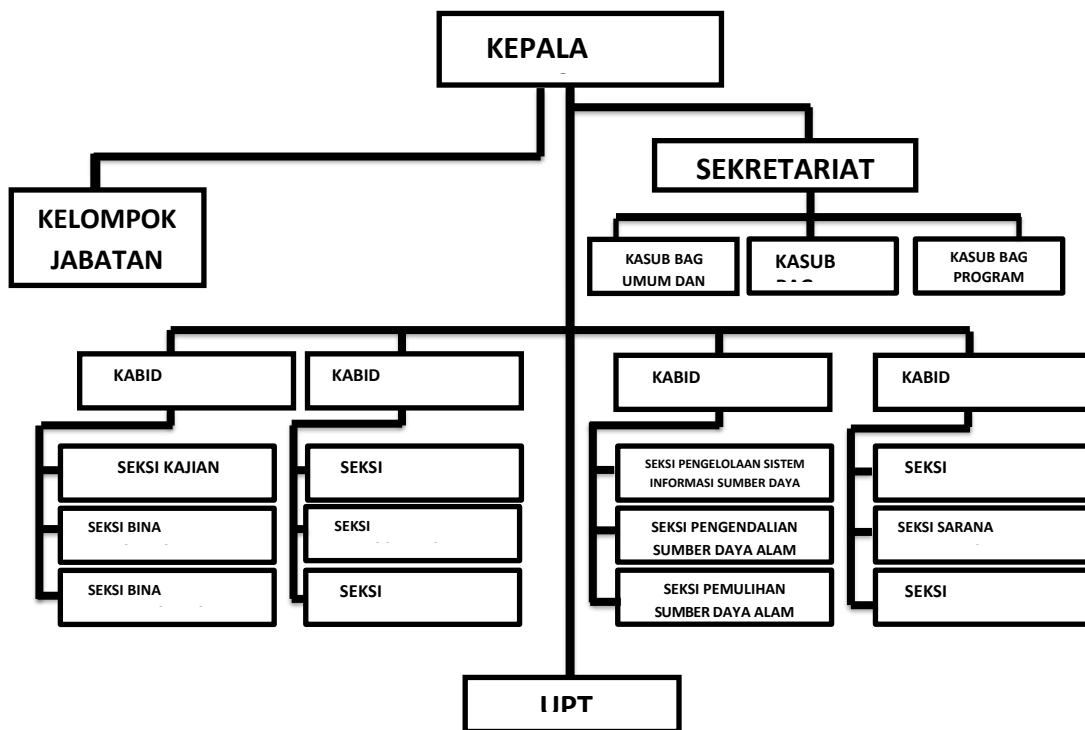 KEPALA
SEKRETARIAT
KELOMPOK
JABATAN
KASUB BAG
UMUM DAN
KASUB
KASUB BAG
PROGRAM
KABID
KABID
KABID
KABID
SEKSI KAJIAN
SEKSI BINA
SEKSI BINA
SEKSI
SEKSI
SEKSI
SEKSI PENGELOLAAN SISTEM
INFORMASI SUMBER DAYA
SEKSI PENGENDALIAN
SUMBER DAYA ALAM
SEKSI PEMULIHAN
SUMBER DAYA ALAM
SEKSI
SEKSI SARANA
SEKSI
UPT